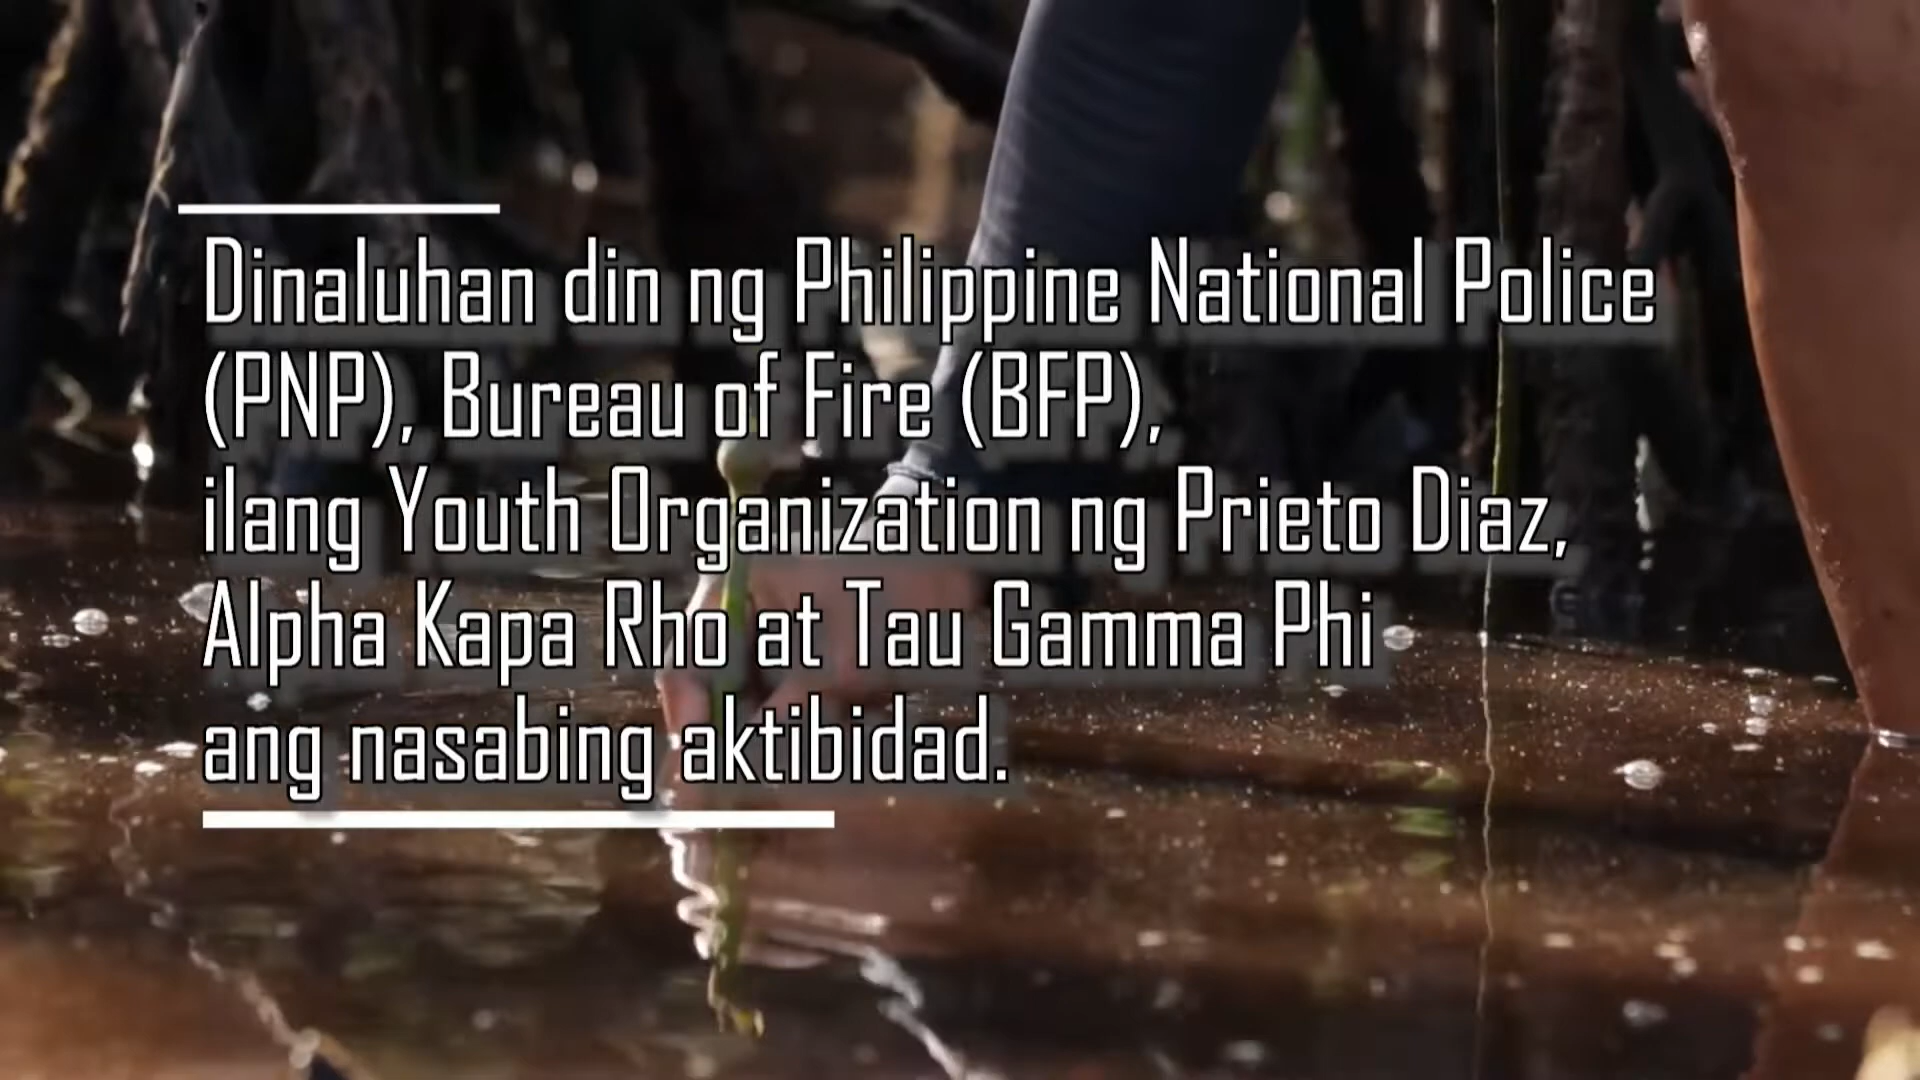 Dinaluhan din ng Philippine National Police
(PNP), Bureau of Fire (BFP),
ilang Youth Organization ng Prieto Diaz,
Alpha Kapa Rho at Tau Gamma Phi
ang nasabing aktibidad.